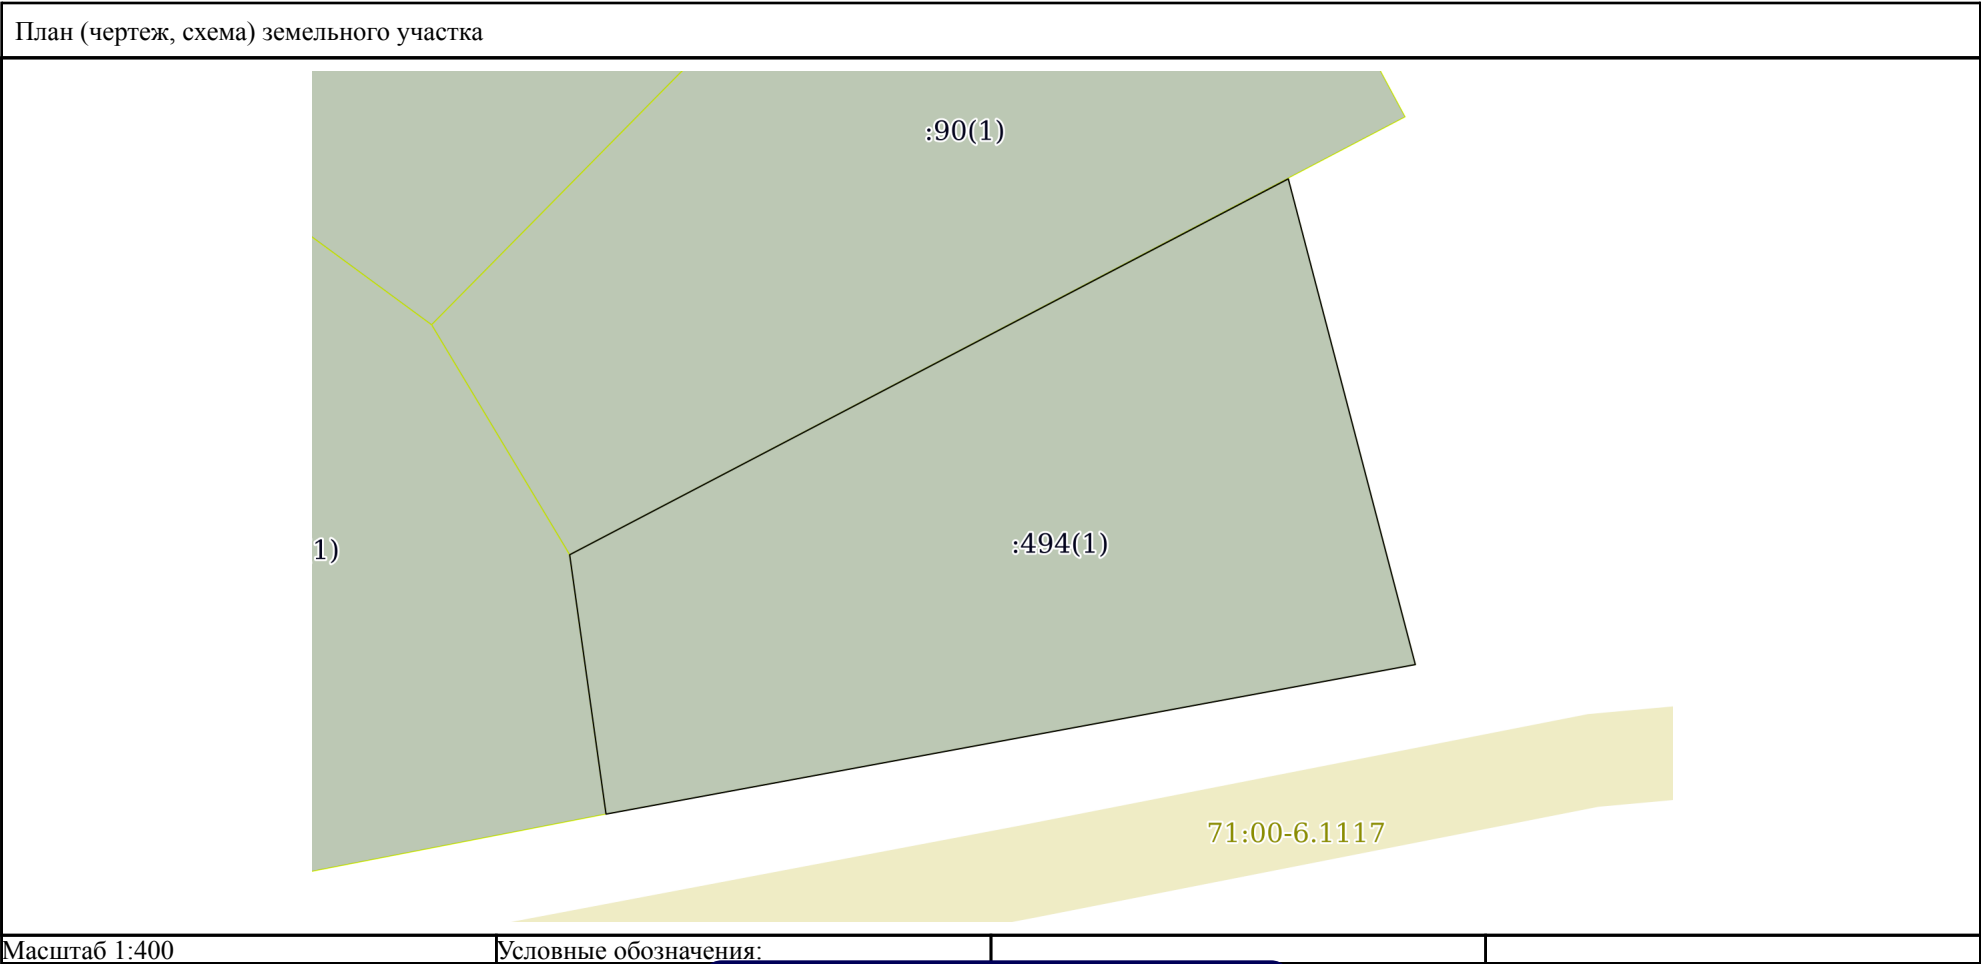 План (чертеж, схема) земельного участка
:90(1)
:494(1)
1)
71:00-6.1117
Масштаб 1:400
Условные обозначения: